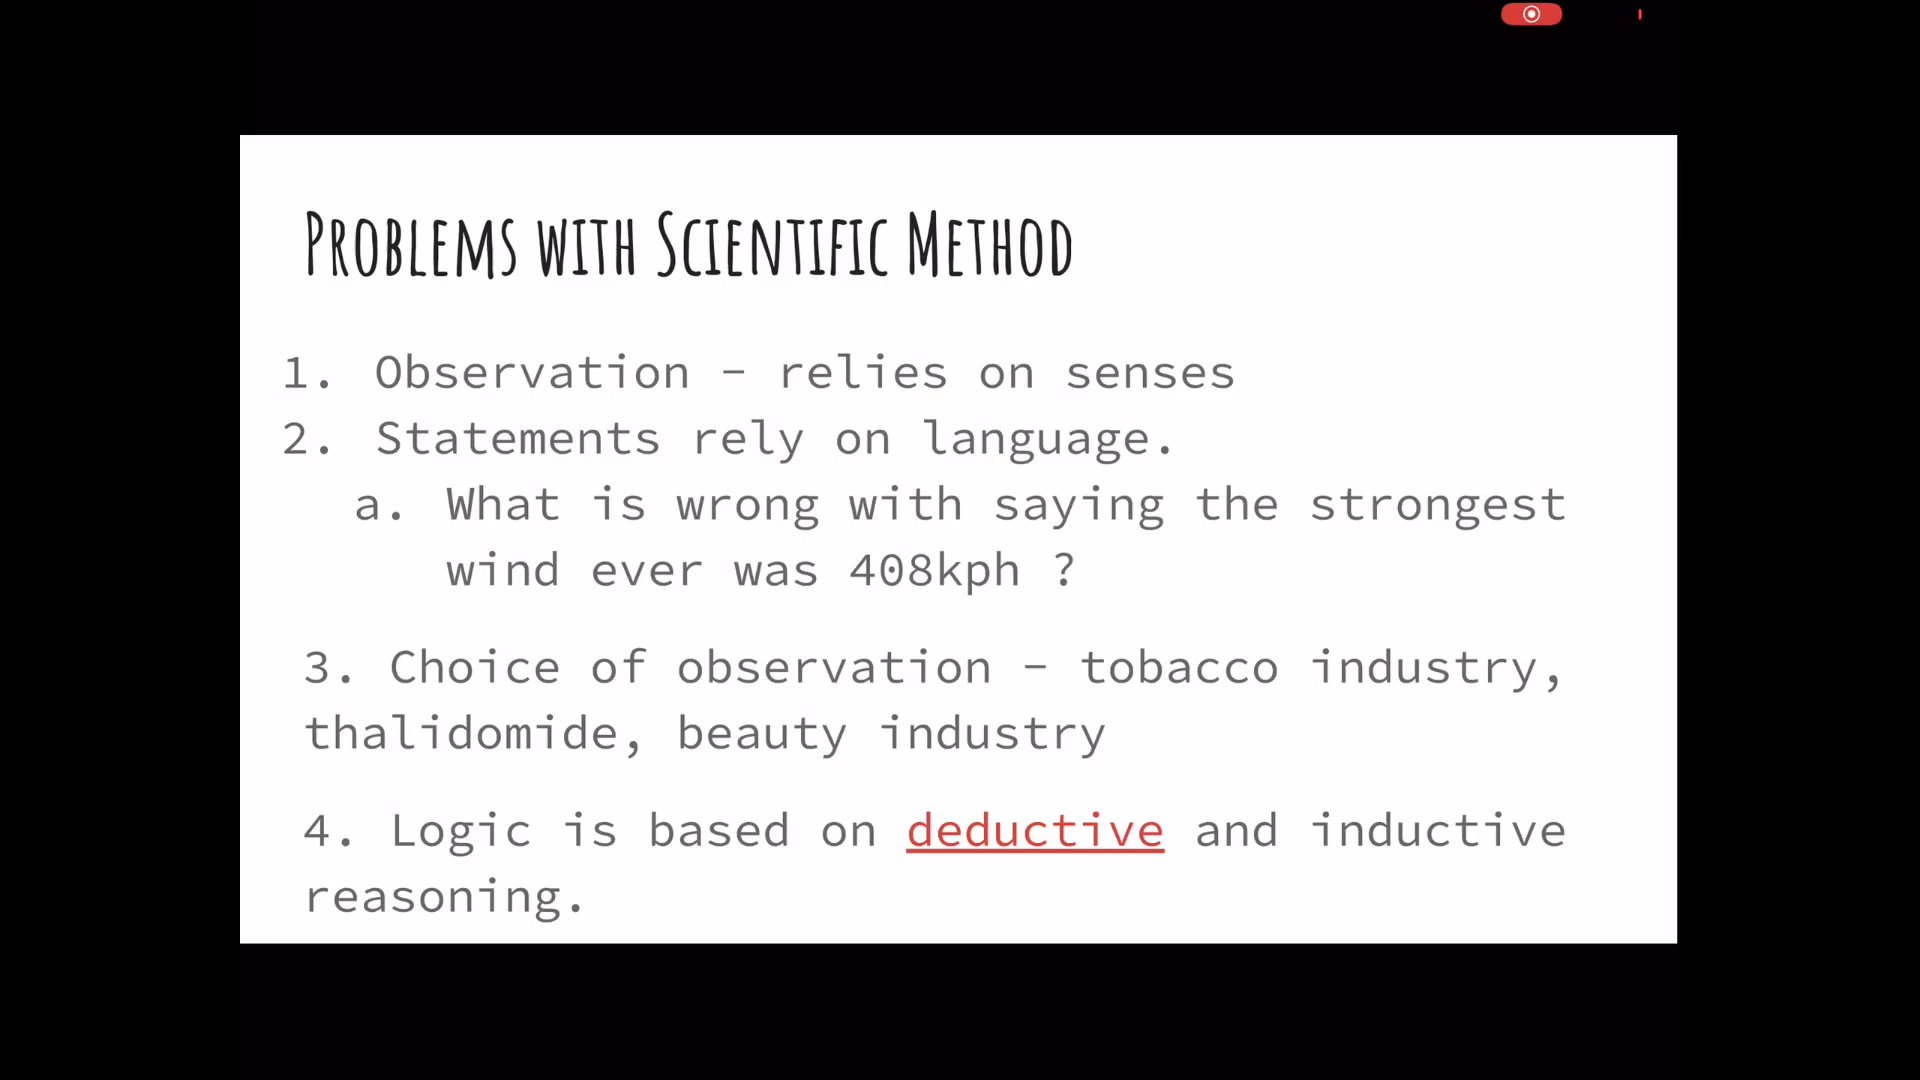 Problems with Scientific Method
1. Observation - relies on senses
2. Statements rely on language.
a. What is wrong with saying the strongest
wind ever was 408kph ?
3. Choice of observation - tobacco industry,
thalidomide, beauty industry
4. Logic is based on deductive and inductive
reasoning.